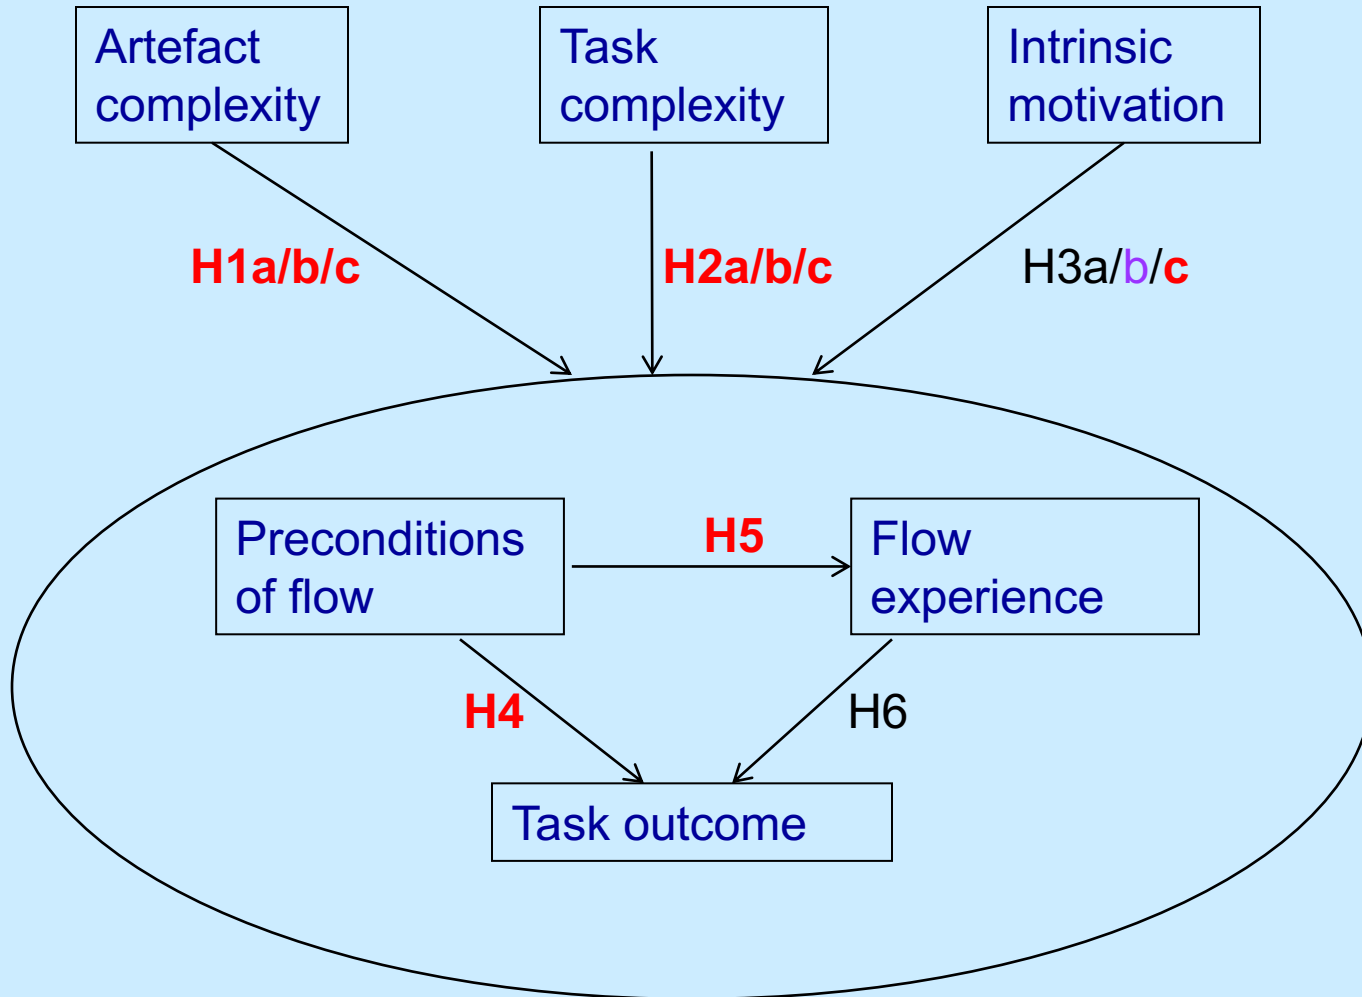 Artefact
complexity
Task
complexity
Intrinsic
motivation
H1a/b/c
H2a/b/c
H3a/b/c
Preconditions
of flow
H5
Flow
experience
H4
H6
Task outcome